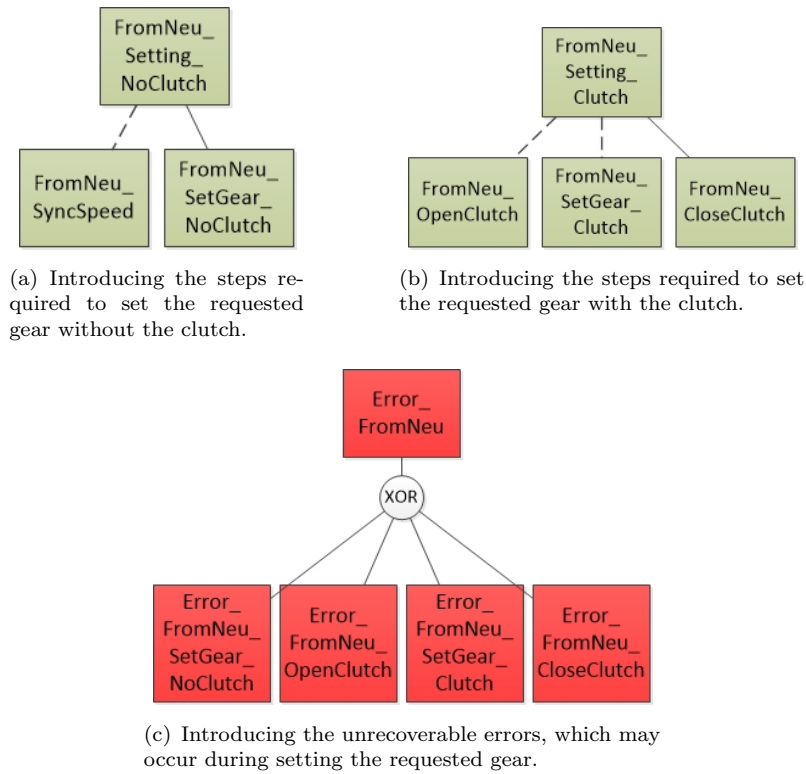 FromNeu_
Setting_
NoClutch
FromNeu_
SyncSpeed
FromNeu_
SetGear_
NoClutch
(a) Introducing the steps re-
quired to set the requested
gear without the clutch.
FromNeu_
Setting_
Clutch
FromNeu_
OpenClutch
FromNeu_
SetGear_
Clutch
FromNeu_
CloseClutch
(b) Introducing the steps required to set
the requested gear with the clutch.
Error_
FromNeu
XOR
Error_
FromNeu_
SetGear_
NoClutch
Error_
FromNeu_
OpenClutch
Error_
FromNeu_
SetGear_
Clutch
Error_
FromNeu_
CloseClutch
(c) Introducing the unrecoverable errors, which may
occur during setting the requested gear.